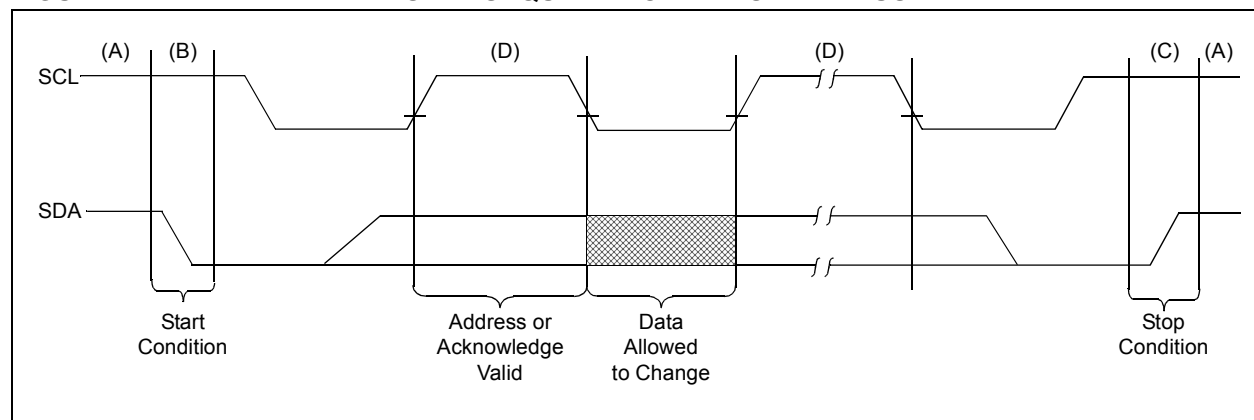 (A) (B) (D) (D) (C) (A)
SCL
SDA
Start
Condition
Address or
Acknowledge
Valid
Data
Allowed
to Change
Stop
Condition